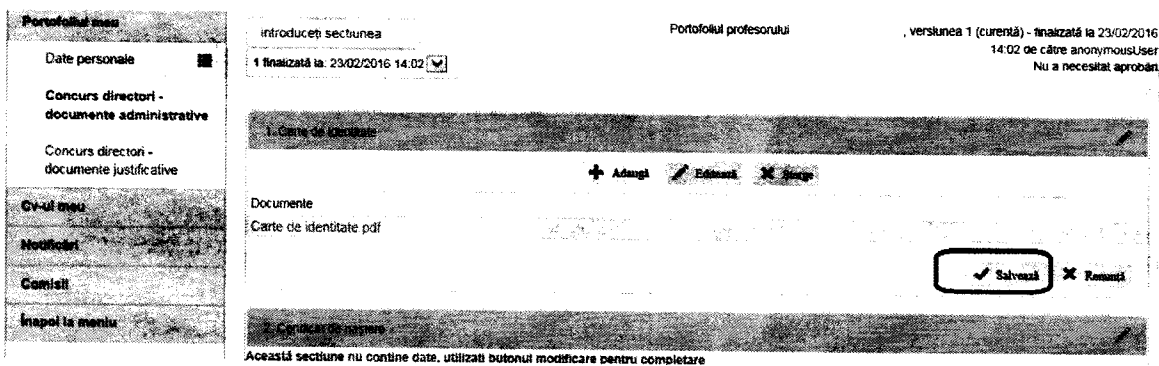 Portofoliul meu
Date personale
Concurs directori -
documente administrative
Concurs directori -
documente justificative
Cv-ul meu
Notificări
Comisii
Înapoi la meniu
introduceți secțiunea
1 finalizată la: 23/02/2016 14:02
Portofoliul profesorului
, versiunea 1 (curentă) - finalizată la 23/02/2016
14:02 de către anonymousUser
Nu a necesitat aprobări
1. Carte de identitate
Adaugă Editează Șterge
Documente
Carte de identitate pdf
Salvează Renunță
2. Certificat de naștere
Această secțiune nu conține date, utilizați butonul modificare pentru completare